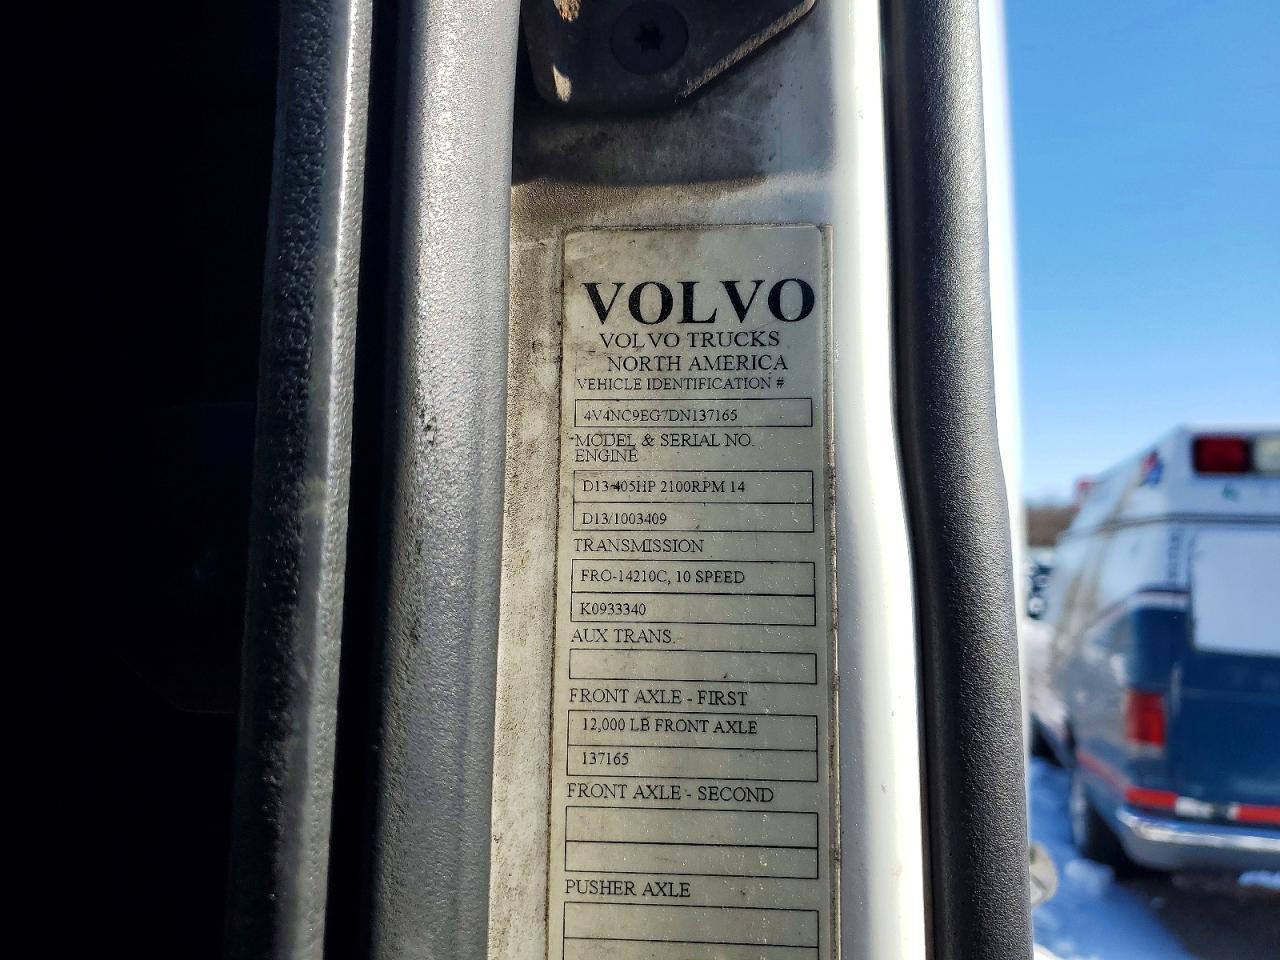 VOLVO
VOLVO TRUCKS
NORTH AMERICA
VEHICLE IDENTIFICATION #
4V4NC9EG7DN137165
MODEL & SERIAL NO.
ENGINE
D13-405HP 2100RPM 14
D13/1003409
TRANSMISSION
FRO-14210C, 10 SPEED
K0933340
AUX TRANS.
FRONT AXLE - FIRST
12,000 LB FRONT AXLE
137165
FRONT AXLE - SECOND
PUSHER AXLE